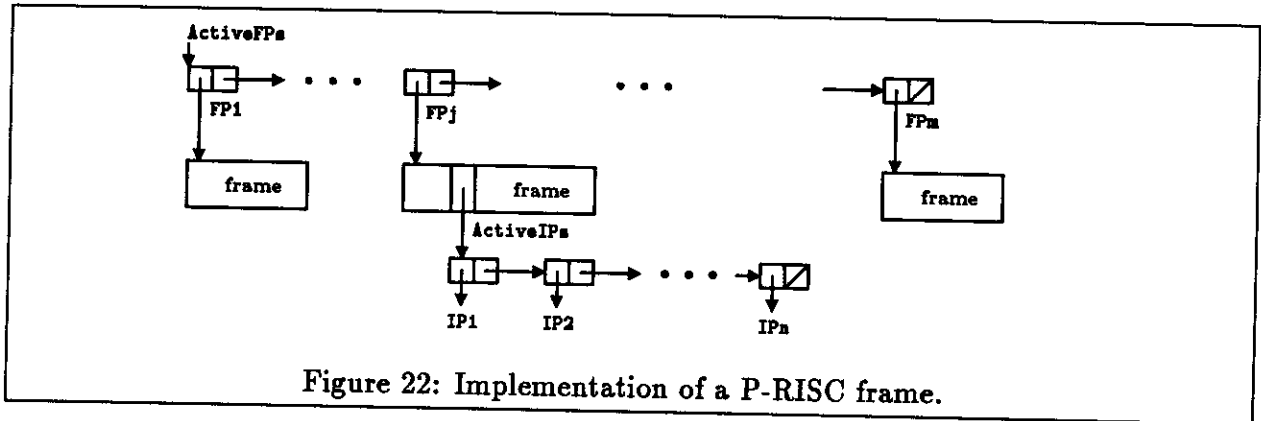 ActiveFPs
FP1
FPj
FPm
frame
frame
frame
ActiveIPs
IP1
IP2
IPn
Figure 22: Implementation of a P-RISC frame.